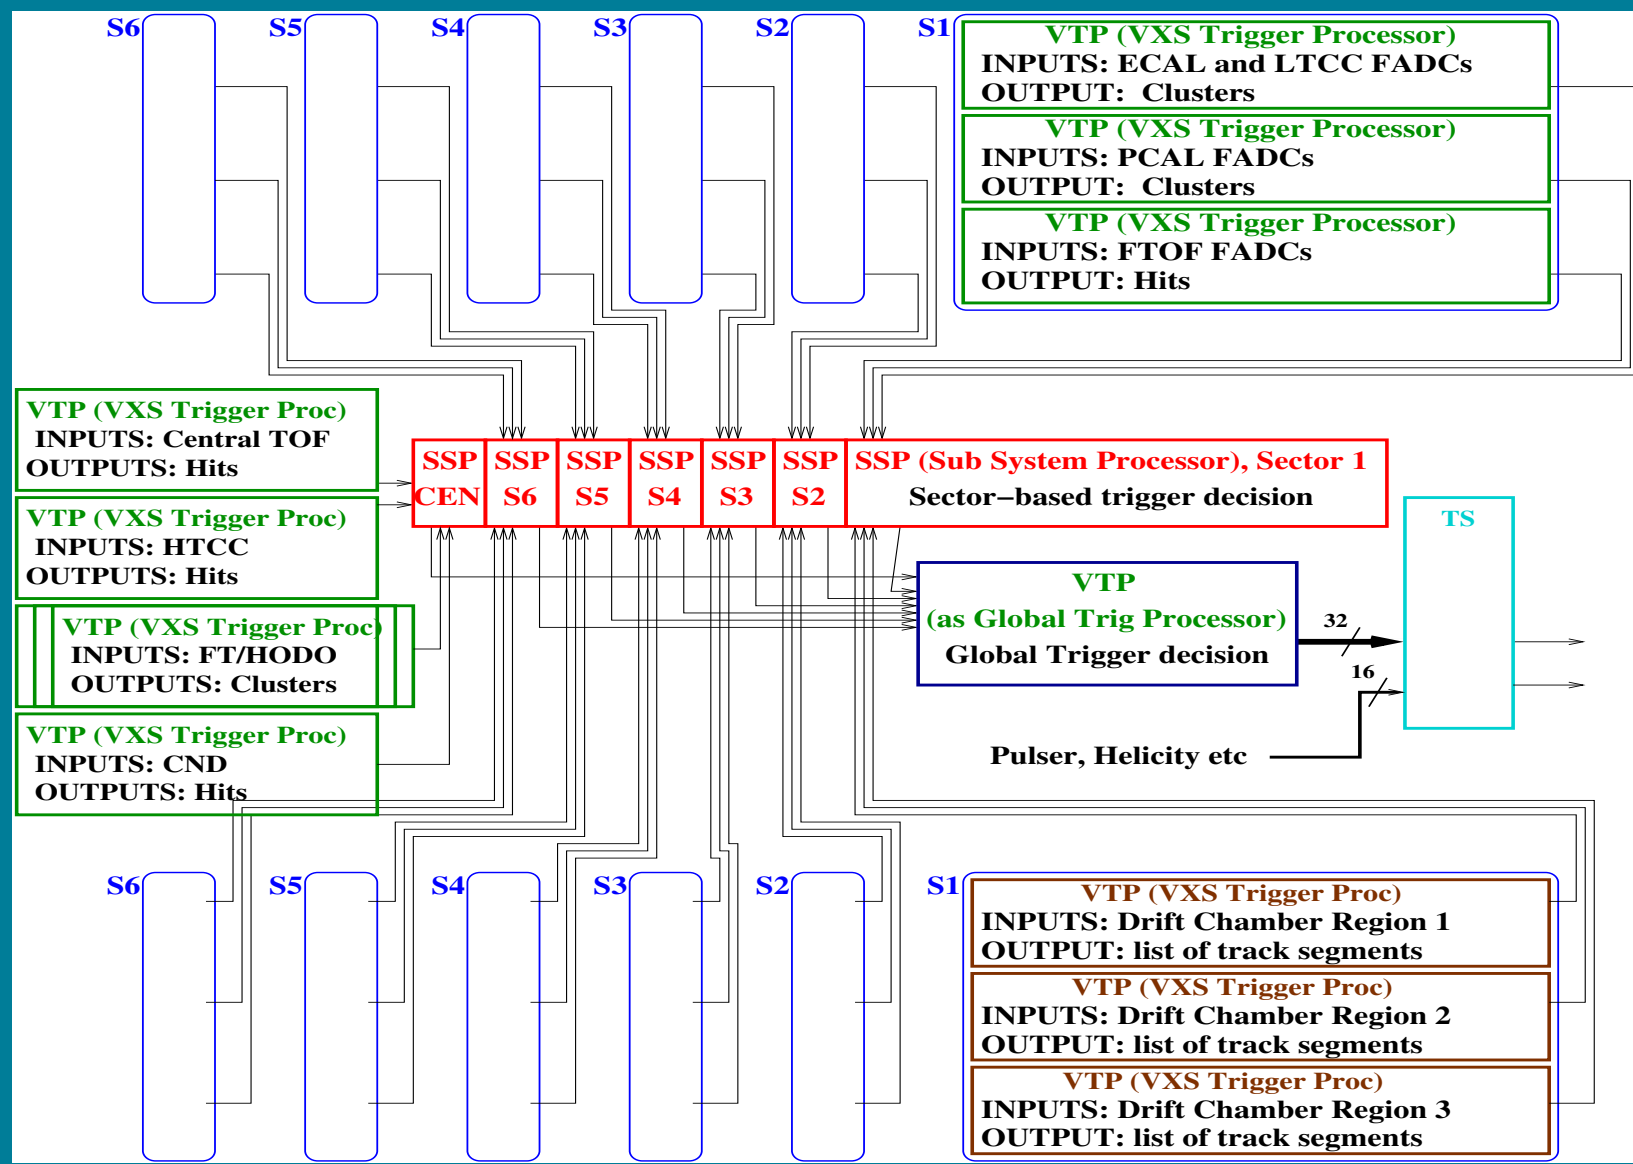 S6
S5
S4
S3
S2
S1
VTP (VXS Trigger Processor)
INPUTS: ECAL and LTCC FADCs
OUTPUT: Clusters
VTP (VXS Trigger Processor)
INPUTS: PCAL FADCs
OUTPUT: Clusters
VTP (VXS Trigger Processor)
INPUTS: FTOF FADCs
OUTPUT: Hits
VTP (VXS Trigger Proc)
INPUTS: Central TOF
OUTPUTS: Hits
VTP (VXS Trigger Proc)
INPUTS: HTCC
OUTPUTS: Hits
VTP (VXS Trigger Proc)
INPUTS: FT/HODO
OUTPUTS: Clusters
VTP (VXS Trigger Proc)
INPUTS: CND
OUTPUTS: Hits
SSP
CEN
SSP
S6
SSP
S5
SSP
S4
SSP
S3
SSP
S2
SSP (Sub System Processor), Sector 1
Sector−based trigger decision
VTP
(as Global Trig Processor)
Global Trigger decision
32
16
TS
Pulser, Helicity etc
S6
S5
S4
S3
S2
S1
VTP (VXS Trigger Proc)
INPUTS: Drift Chamber Region 1
OUTPUT: list of track segments
VTP (VXS Trigger Proc)
INPUTS: Drift Chamber Region 2
OUTPUT: list of track segments
VTP (VXS Trigger Proc)
INPUTS: Drift Chamber Region 3
OUTPUT: list of track segments